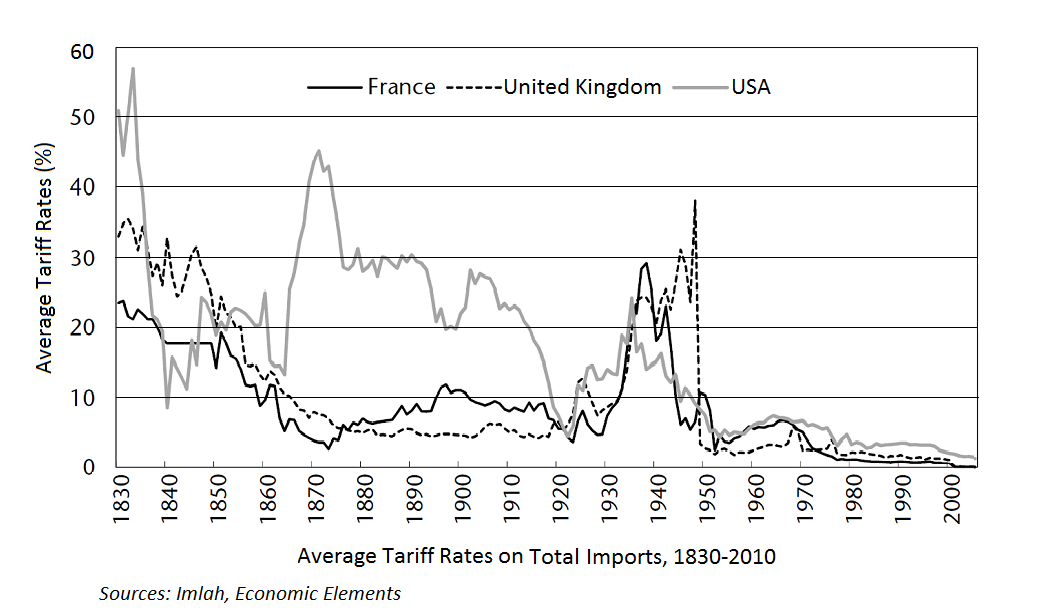 60
50
40
30
20
10
0
Average Tariff Rates (%)
France United Kingdom USA
1830 1840 1850 1860 1870 1880 1890 1900 1910 1920 1930 1940 1950 1960 1970 1980 1990 2000
Average Tariff Rates on Total Imports, 1830-2010
Sources: Imlah, Economic Elements